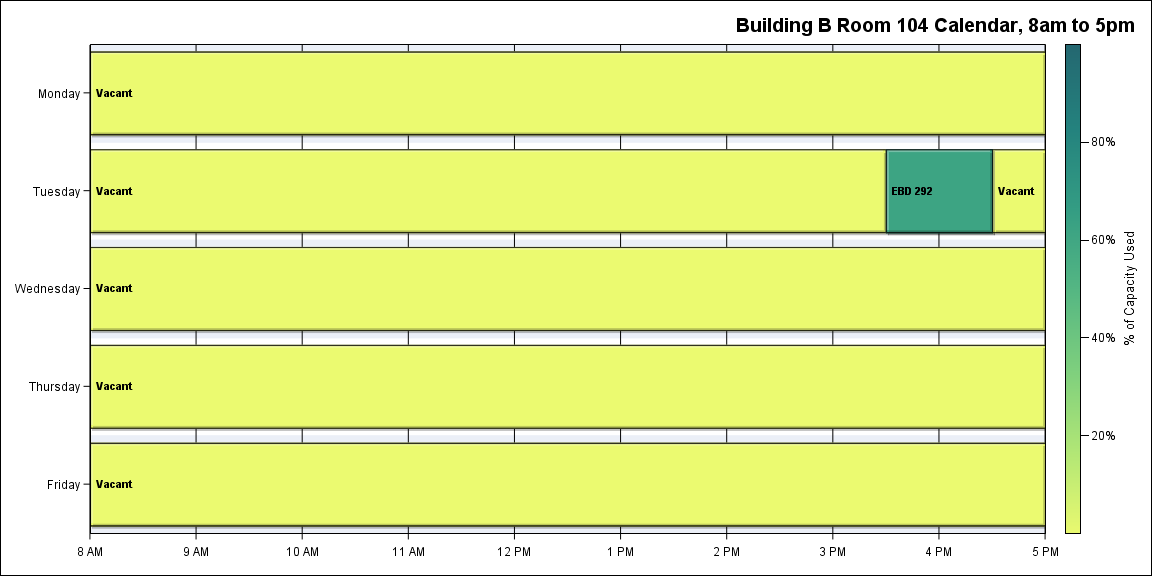 Building B Room 104 Calendar, 8am to 5pm
Monday
Vacant
Tuesday
Vacant
EBD 292
Vacant
Wednesday
Vacant
Thursday
Vacant
Friday
Vacant
8 AM
9 AM
10 AM
11 AM
12 PM
1 PM
2 PM
3 PM
4 PM
5 PM
80%
60%
40%
20%
% of Capacity Used